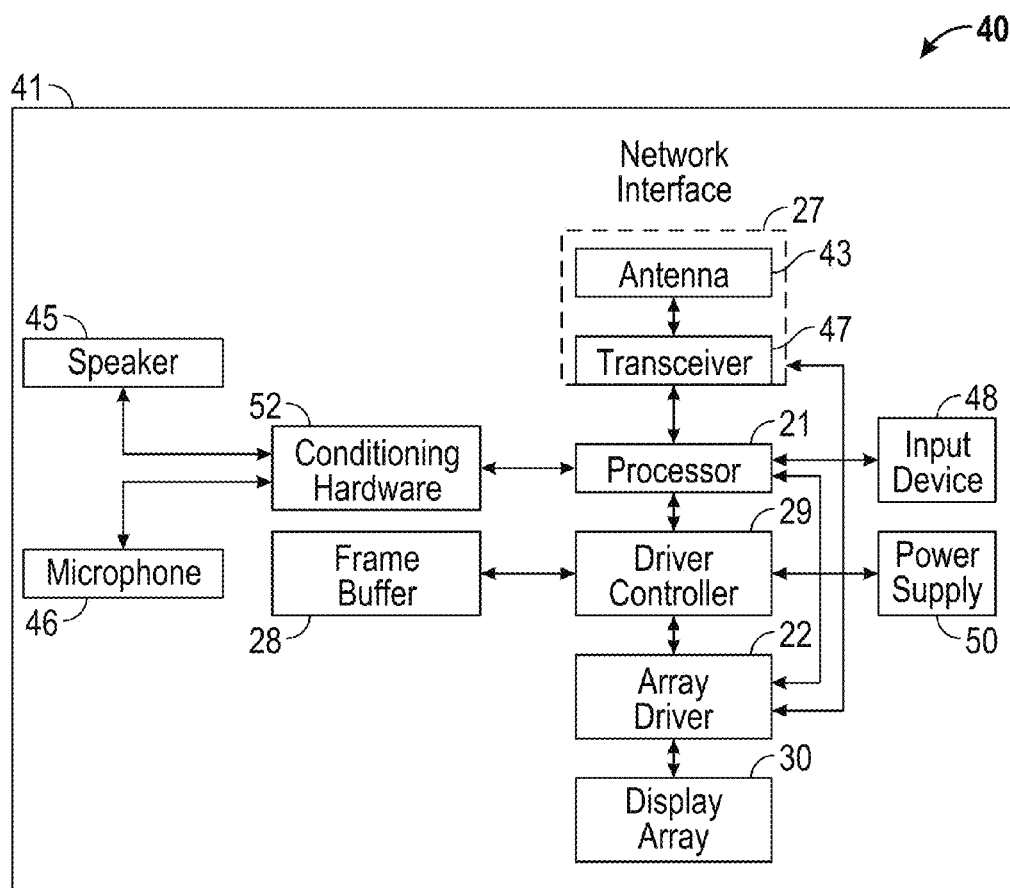 40
41
Network
Interface
27
Antenna
43
45
Speaker
Transceiver
47
52
Conditioning
Hardware
21
Processor
48
Input
Device
Microphone
46
Frame
Buffer
28
29
Driver
Controller
Power
Supply
50
22
Array
Driver
30
Display
Array